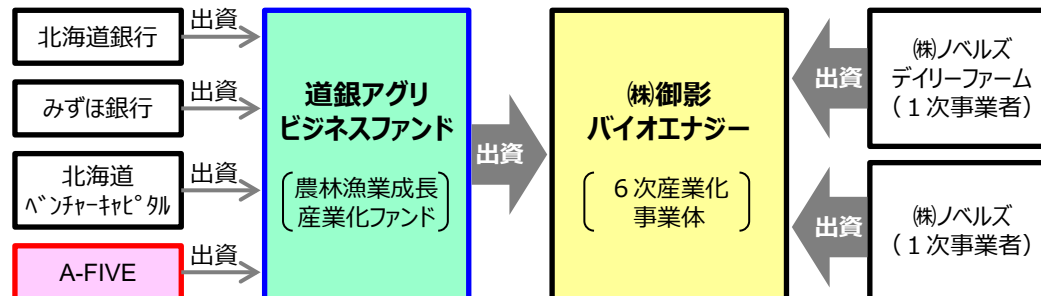 北海道銀行
出資
みずほ銀行
出資
北海道
ﾍﾞﾝﾁｬｰｷｬﾋﾟﾀﾙ
出資
A-FIVE
出資
道銀アグリ
ビジネスファンド
農林漁業成長
産業化ファンド
出資
㈱御影
バイオエナジー
６次産業化
事業体
出資
㈱ノベルズ
デイリーファーム
（１次事業者）
出資
㈱ノベルズ
（１次事業者）